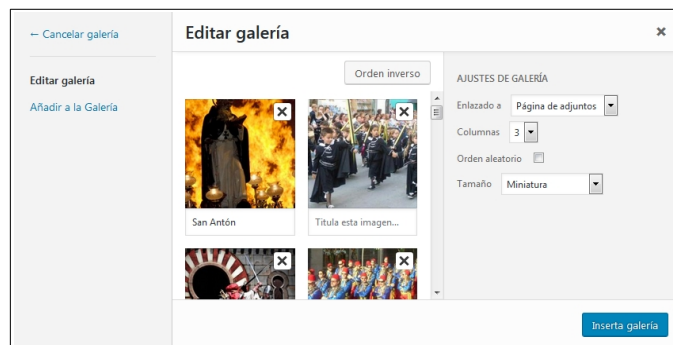 ← Cancelar galería
Editar galería
Añadir a la Galería
Editar galería
Orden inverso
San Antón
Titula esta imagen...
AJUSTES DE GALERÍA
Enlazado a Página de adjuntos
Columnas 3
Orden aleatorio
Tamaño Miniatura
Inserta galería